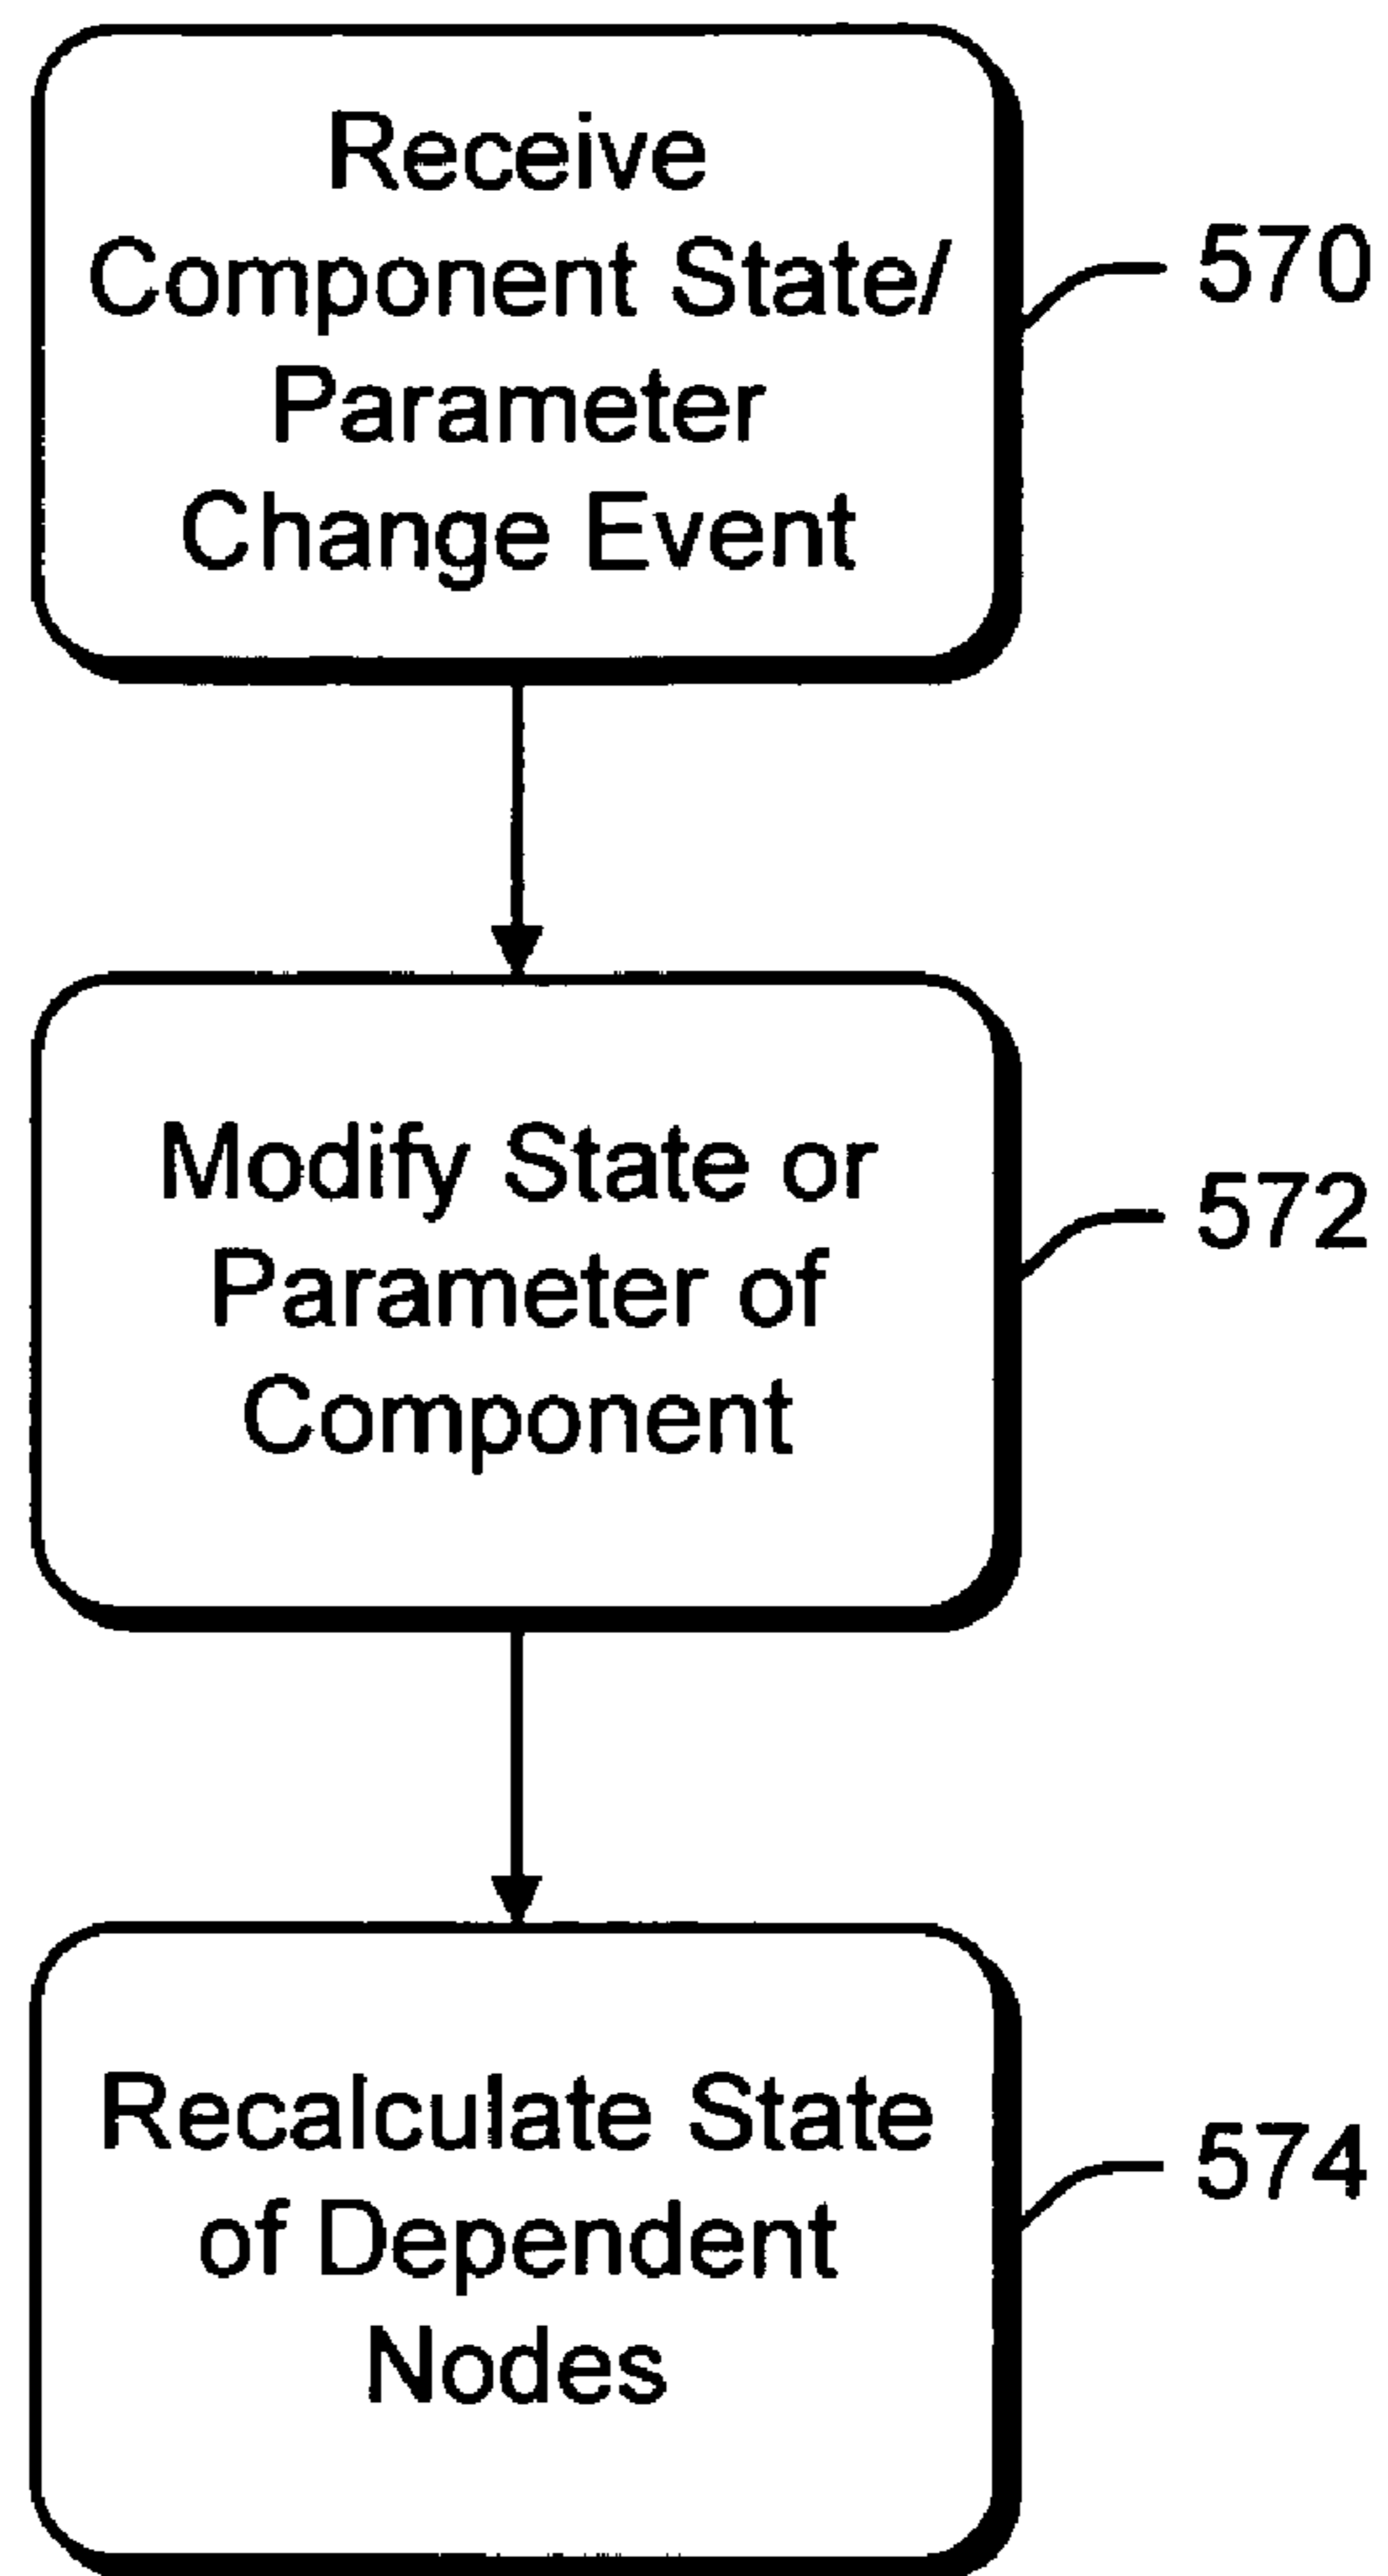 Receive
Component State/
Parameter
Change Event
570
Modify State or
Parameter of
Component
572
Recalculate State
of Dependent
Nodes
574